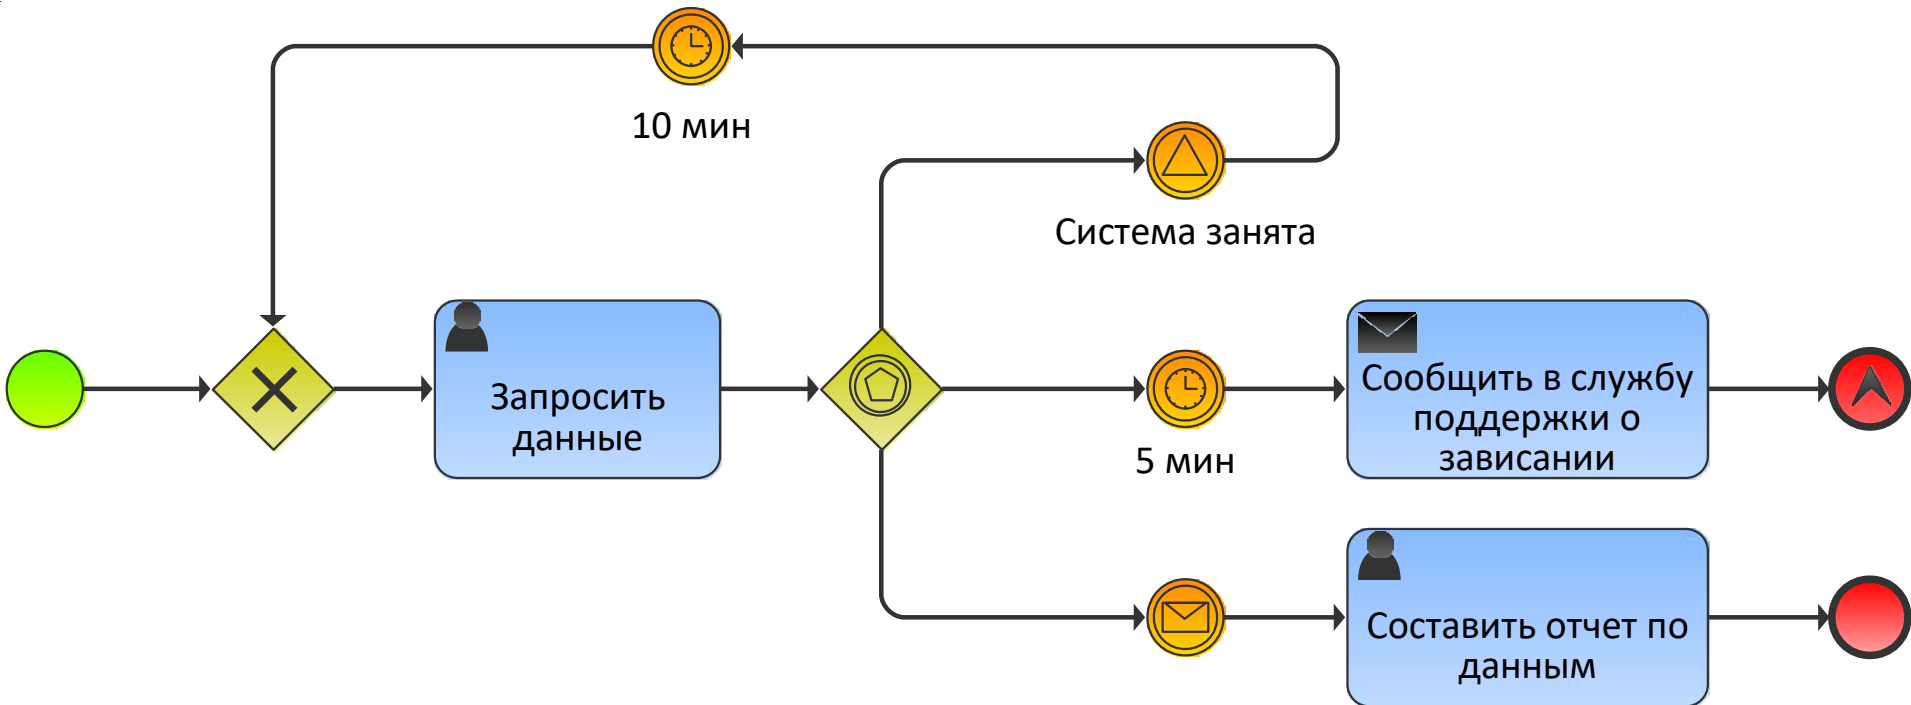 10 мин
Система занята
Запросить
данные
5 мин
Сообщить в службу
поддержки о
зависании
Составить отчет по
данным